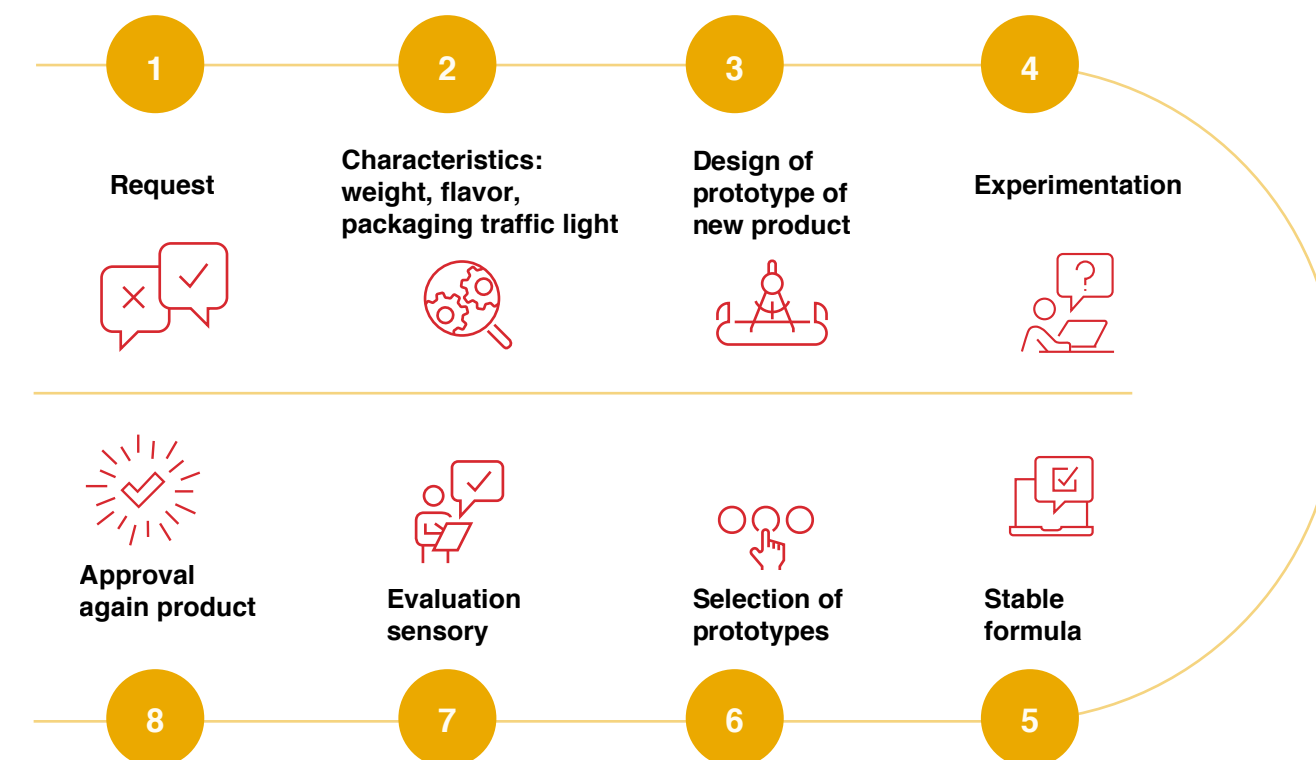 1
Request
2
Characteristics:
weight, flavor,
packaging traffic light
3
Design of
prototype of
new product
4
Experimentation
?
Stable
formula
5
Selection of
prototypes
6
Evaluation
sensory
7
Approval
again product
8